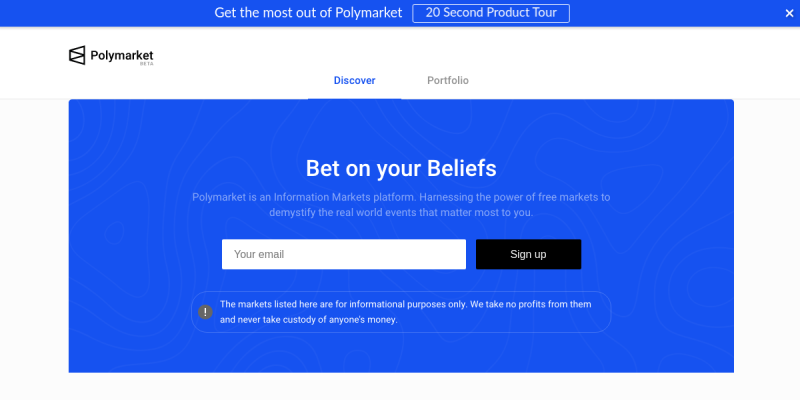 Get the most out of Polymarket 20 Second Product Tour ×
Polymarket
BETA
Discover Portfolio
Bet on your Beliefs
Polymarket is an Information Markets platform. Harnessing the power of free markets to
demystify the real world events that matter most to you.
Your email Sign up
! The markets listed here are for informational purposes only. We take no profits from them
and never take custody of anyone's money.